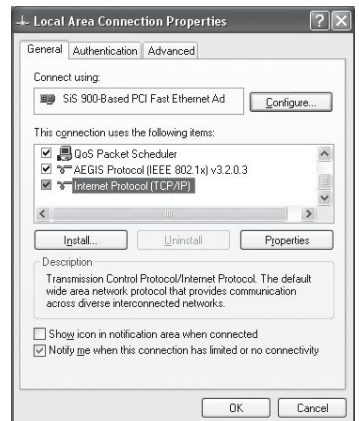 Local Area Connection Properties
General Authentication Advanced
Connect using:
SiS 900-Based PCI Fast Ethernet Ad Configure...
This connection uses the following items:
QoS Packet Scheduler
AEGIS Protocol (IEEE 802.1x) v3.2.0.3
Internet Protocol (TCP/IP)
Install... Uninstall Properties
Description
Transmission Control Protocol/Internet Protocol. The default
wide area network protocol that provides communication
across diverse interconnected networks.
Show icon in notification area when connected
Notify me when this connection has limited or no connectivity
OK Cancel